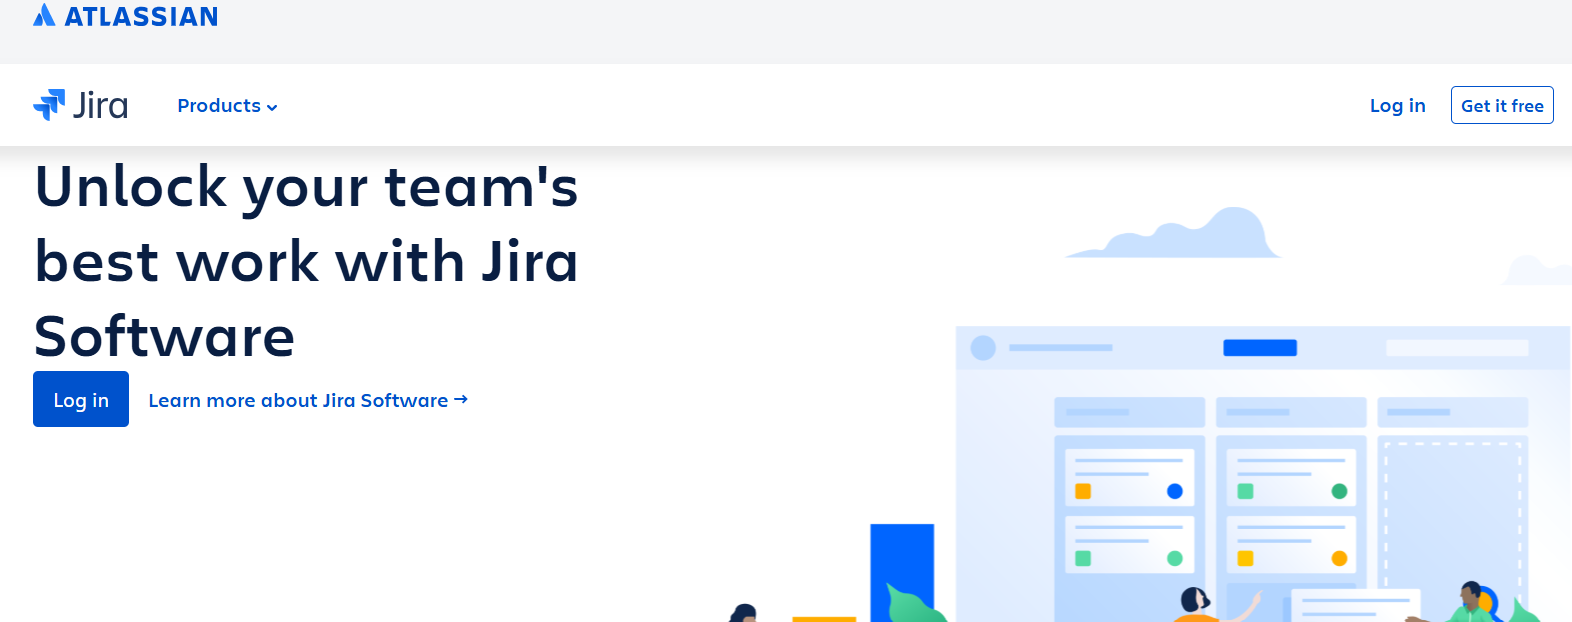 ATLASSIAN
Jira
Products
Log in
Get it free
Unlock your team's
best work with Jira
Software
Log in
Learn more about Jira Software →